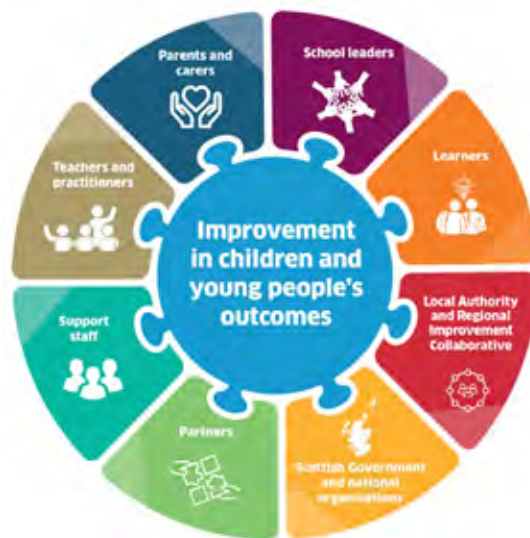 Parents and
carers
School leaders
Learners
Local Authority
and Regional
Improvement
Collaborative
Scottish Government
and national
organisations
Partners
Support
staff
Teachers and
practitioners
Improvement
in children and
young people's
outcomes